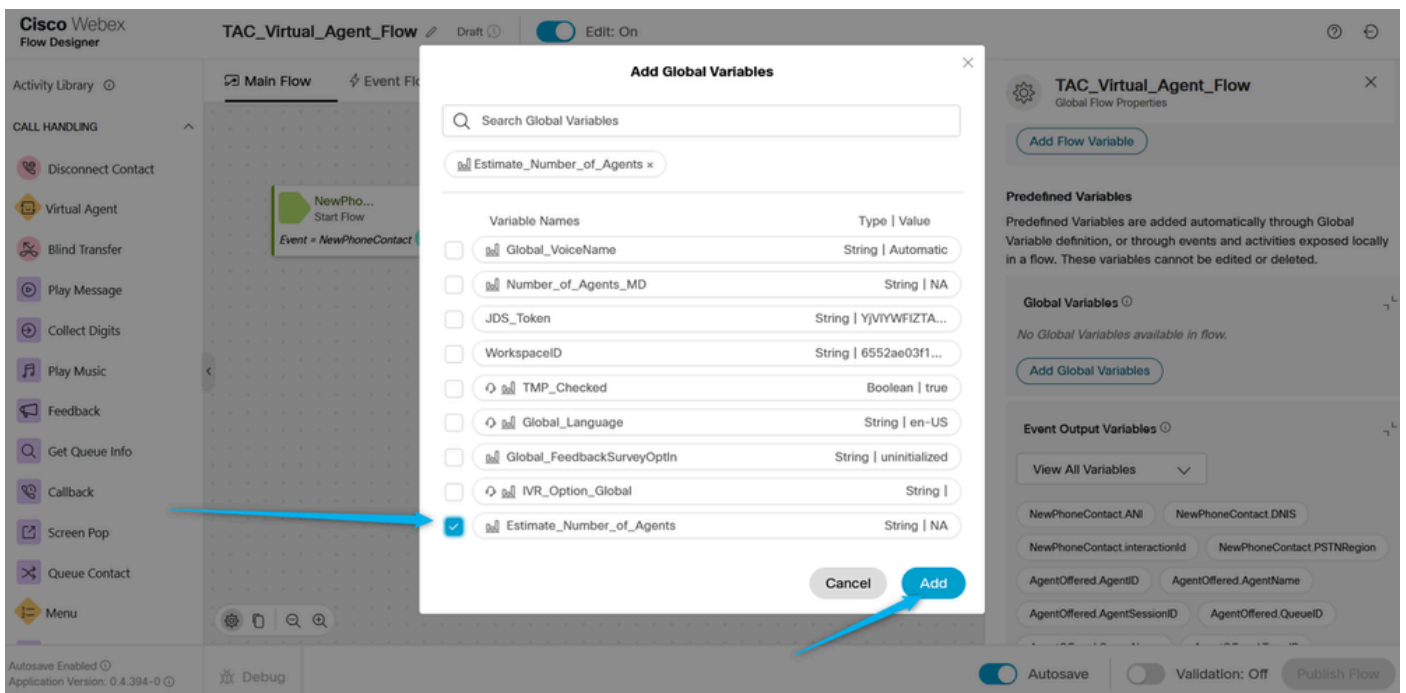 Cisco Webex
Flow Designer
TAC_Virtual_Agent_Flow
Draft
Edit: On
Activity Library
CALL HANDLING
Disconnect Contact
Virtual Agent
Blind Transfer
Play Message
Collect Digits
Play Music
Feedback
Get Queue Info
Callback
Screen Pop
Queue Contact
Menu
Autosave Enabled
Application Version: 0.4.394-0
Main Flow
Event Flo
NewPho...
Start Flow
Event = NewPhoneContact
Debug
Add Global Variables
Search Global Variables
Estimate_Number_of_Agents ×
Variable Names Type | Value
Global_VoiceName String | Automatic
Number_of_Agents_MD String | NA
JDS_Token String | YjVlYWFlZTA...
WorkspaceID String | 6552ae03f1...
TMP_Checked Boolean | true
Global_Language String | en-US
Global_FeedbackSurveyOptIn String | uninitialized
IVR_Option_Global String |
Estimate_Number_of_Agents String | NA
Cancel Add
TAC_Virtual_Agent_Flow
Global Flow Properties
Add Flow Variable
Predefined Variables
Predefined Variables are added automatically through Global
Variable definition, or through events and activities exposed locally
in a flow. These variables cannot be edited or deleted.
Global Variables
No Global Variables available in flow.
Add Global Variables
Event Output Variables
View All Variables
NewPhoneContact.ANI NewPhoneContact.DNIS
NewPhoneContact.interactionId NewPhoneContact.PSTNRegion
AgentOffered.AgentID AgentOffered.AgentName
AgentOffered.AgentSessionID AgentOffered.QueueID
Autosave Validation: Off Publish Flow